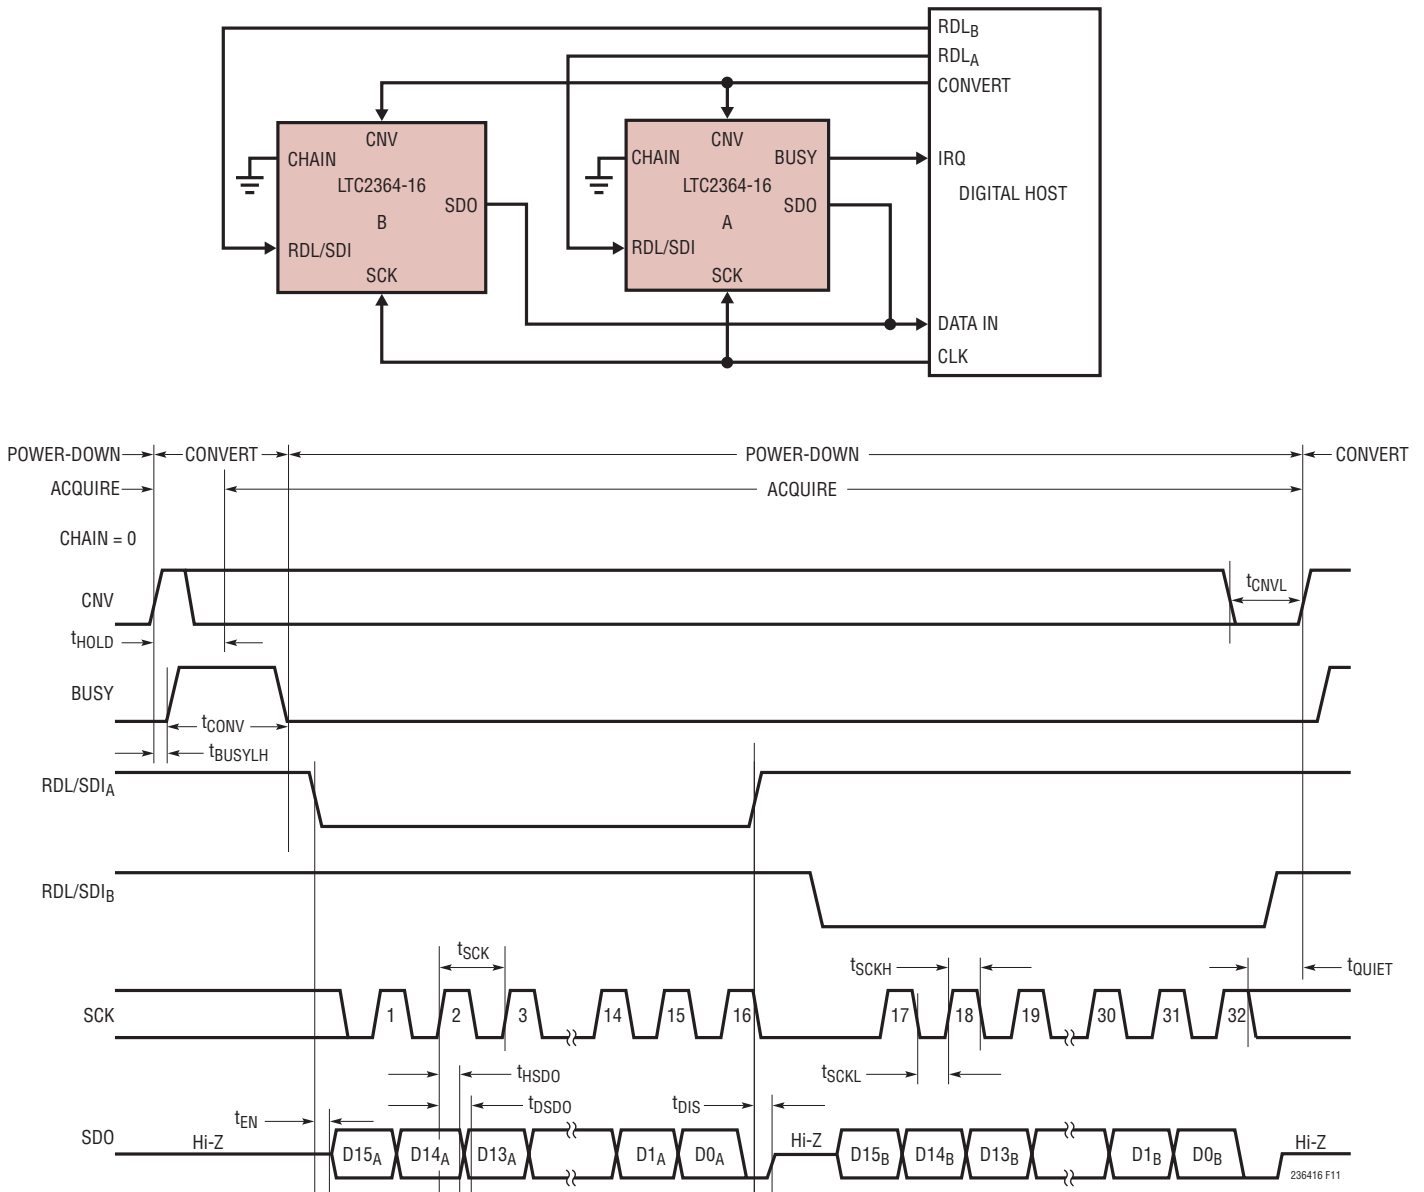 RDLB
RDLA
CONVERT
CNV
CNV
CHAIN
CHAIN
BUSY
IRQ
LTC2364-16
LTC2364-16
DIGITAL HOST
SDO
SDO
B
A
RDL/SDI
RDL/SDI
SCK
SCK
DATA IN
CLK
POWER-DOWN
CONVERT
POWER-DOWN
CONVERT
ACQUIRE
ACQUIRE
CHAIN = 0
CNV
tCNVL
tHOLD
BUSY
tCONV
tBUSYLH
RDL/SDIA
RDL/SDIB
tSCK
tSCKH
tQUIET
SCK
1
2
3
14
15
16
17
18
19
30
31
32
tHSDO
tSCKL
tDSDO
tDIS
tEN
SDO
Hi-Z
D15A
D14A
D13A
D1A
D0A
Hi-Z
D15B
D14B
D13B
D1B
D0B
Hi-Z
236416 F11